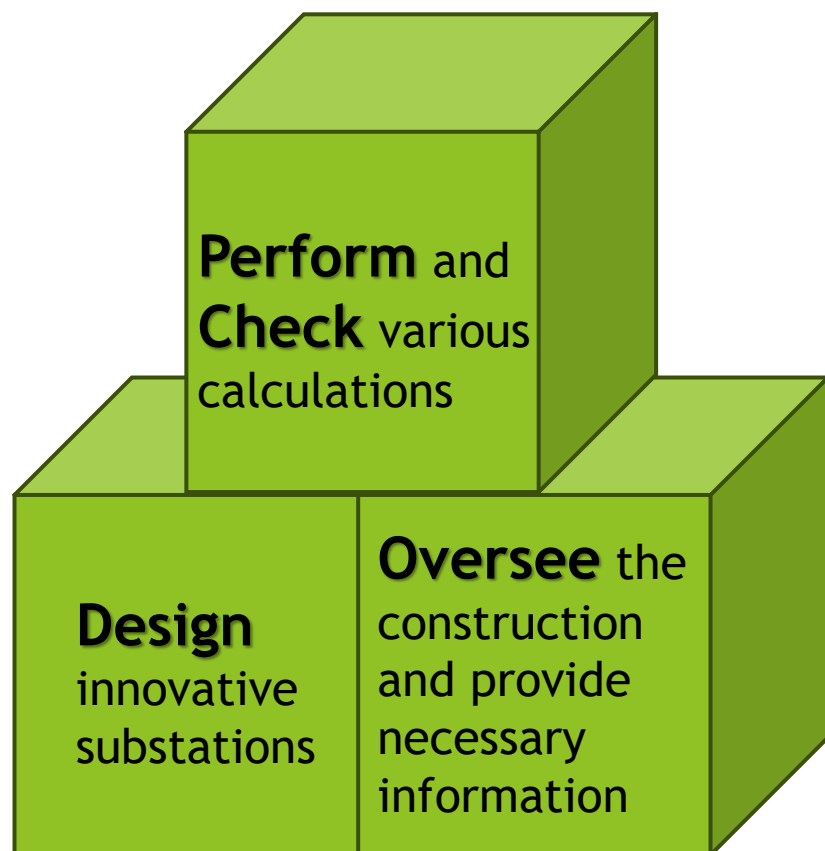 Perform and
Check various
calculations
Design
innovative
substations
Oversee the
construction
and provide
necessary
information